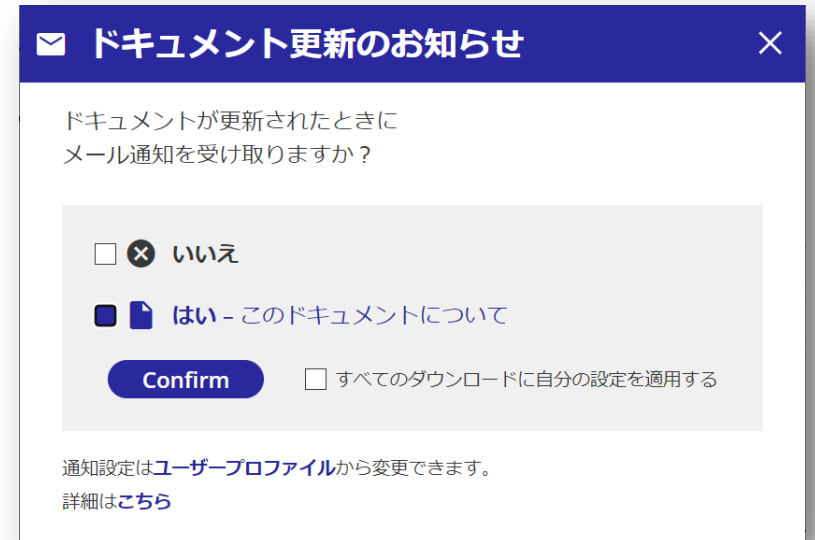 ドキュメント更新のお知らせ
ドキュメントが更新されたときに
メール通知を受け取りますか？
いいえ
はい – このドキュメントについて
Confirm すべてのダウンロードに自分の設定を適用する
通知設定はユーザープロファイルから変更できます。
詳細はこちら